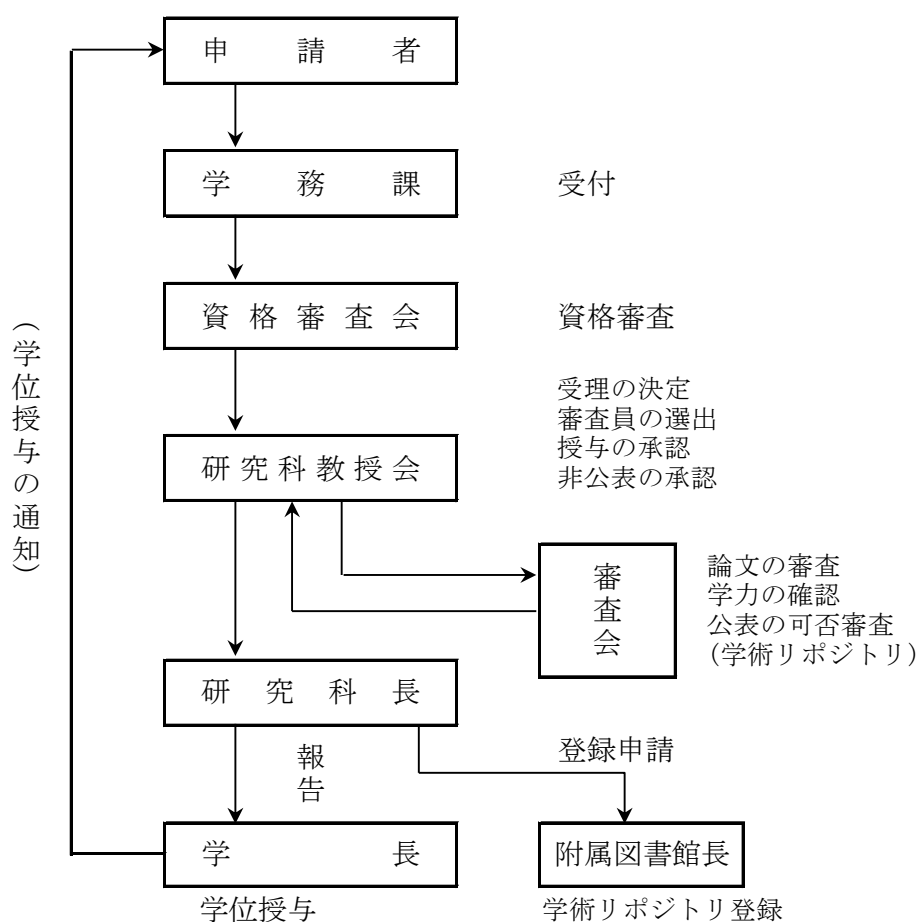 申請者
学務課
受付
資格審査会
資格審査
(学位授与の通知)
受理の決定
審査員の選出
授与の承認
非公表の承認
研究科教授会
審査会
論文の審査
学力の確認
公表の可否審査
(学術リポジトリ)
研究科長
報告
登録申請
学長
附属図書館長
学位授与
学術リポジトリ登録